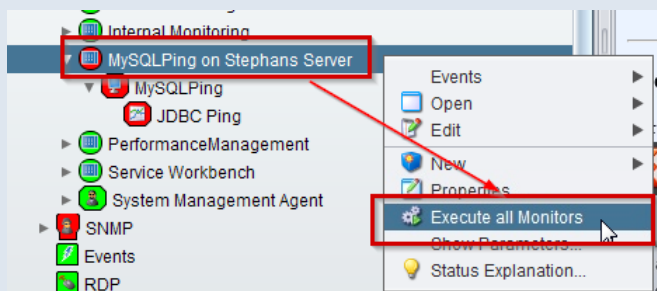 Internal Monitoring
MySQLPing on Stephans Server
MySQLPing
JDBC Ping
PerformanceManagement
Service Workbench
System Management Agent
SNMP
Events
RDP
Events
Open
Edit
New
Properties
Execute all Monitors
Show Parameters...
Status Explanation...